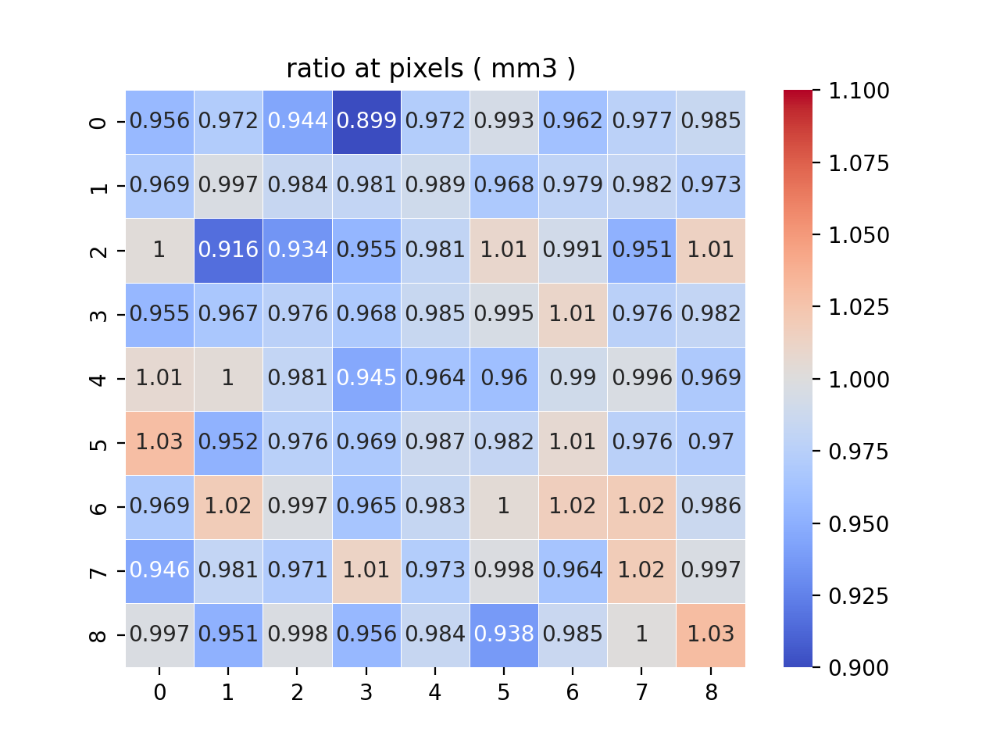 ratio at pixels ( mm3 )
0 0.956 0.972 0.944 0.899 0.972 0.993 0.962 0.977 0.985
1 0.969 0.997 0.984 0.981 0.989 0.968 0.979 0.982 0.973
2 1 0.916 0.934 0.955 0.981 1.01 0.991 0.951 1.01
3 0.955 0.967 0.976 0.968 0.985 0.995 1.01 0.976 0.982
4 1.01 1 0.981 0.945 0.964 0.96 0.99 0.996 0.969
5 1.03 0.952 0.976 0.969 0.987 0.982 1.01 0.976 0.97
6 0.969 1.02 0.997 0.965 0.983 1 1.02 1.02 0.986
7 0.946 0.981 0.971 1.01 0.973 0.998 0.964 1.02 0.997
8 0.997 0.951 0.998 0.956 0.984 0.938 0.985 1 1.03
0 1 2 3 4 5 6 7 8
1.100
1.075
1.050
1.025
1.000
0.975
0.950
0.925
0.900